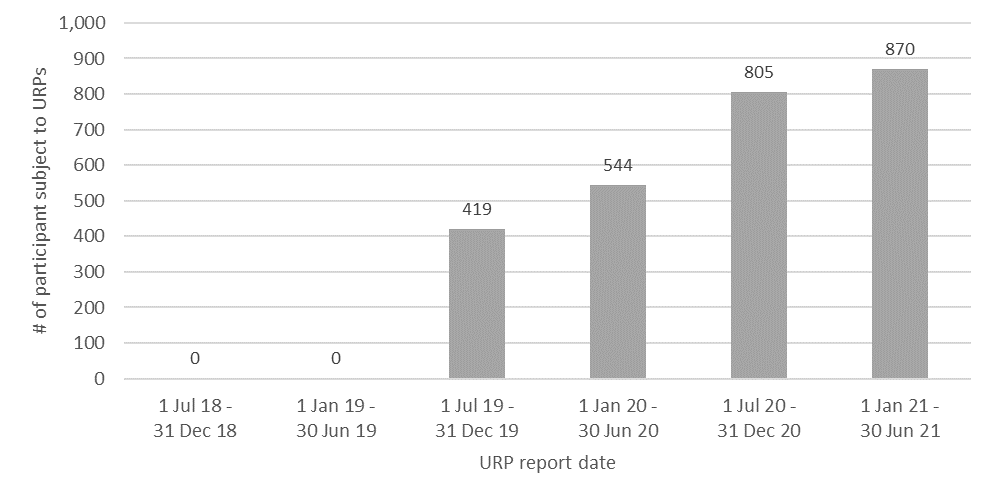 1,000
900
800
700
600
500
400
300
200
100
0
# of participant subject to URPs
0
0
419
544
805
870
1 Jul 18 -
31 Dec 18
1 Jan 19 -
30 Jun 19
1 Jul 19 -
31 Dec 19
1 Jan 20 -
30 Jun 20
1 Jul 20 -
31 Dec 20
1 Jan 21 -
30 Jun 21
URP report date